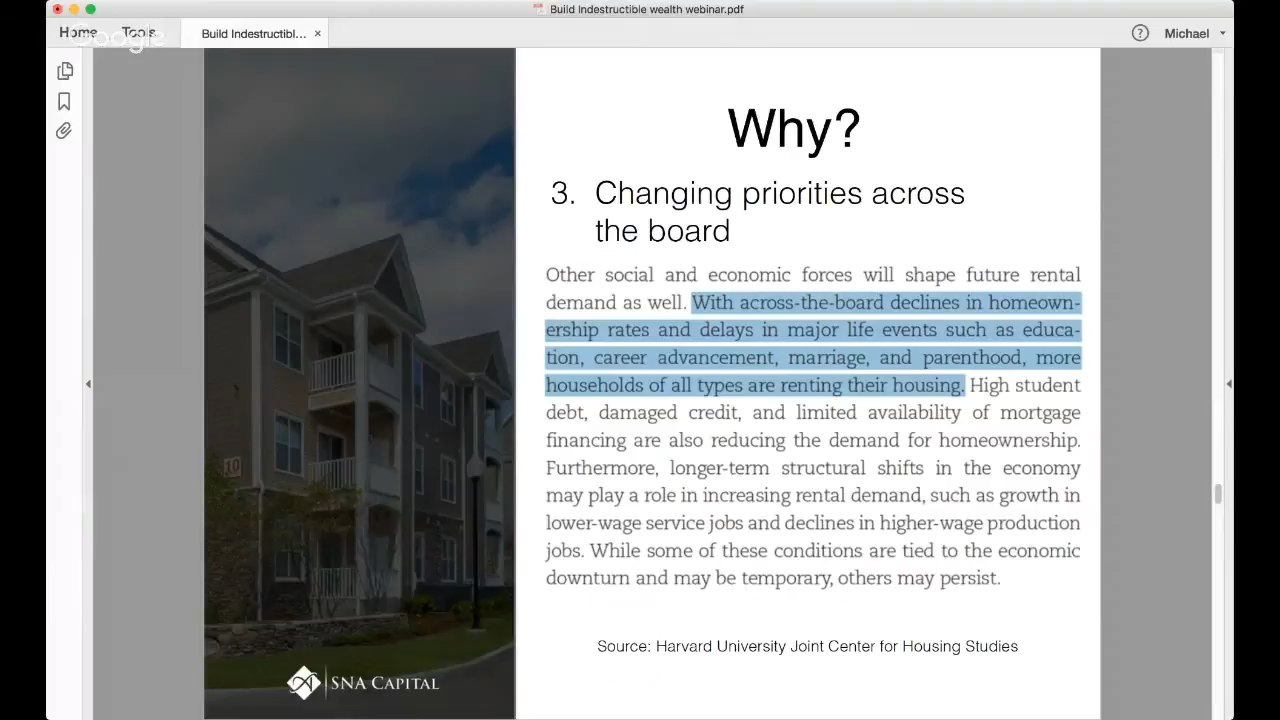 Build Indestructible wealth webinar.pdf
Home Tools Build Indestructibl... × ? Michael
Google
Why?
3. Changing priorities across
the board
Other social and economic forces will shape future rental
demand as well. With across-the-board declines in homeown-
ership rates and delays in major life events such as educa-
tion, career advancement, marriage, and parenthood, more
households of all types are renting their housing. High student
debt, damaged credit, and limited availability of mortgage
financing are also reducing the demand for homeownership.
Furthermore, longer-term structural shifts in the economy
may play a role in increasing rental demand, such as growth in
lower-wage service jobs and declines in higher-wage production
jobs. While some of these conditions are tied to the economic
downturn and may be temporary, others may persist.
Source: Harvard University Joint Center for Housing Studies
10
SNA CAPITAL